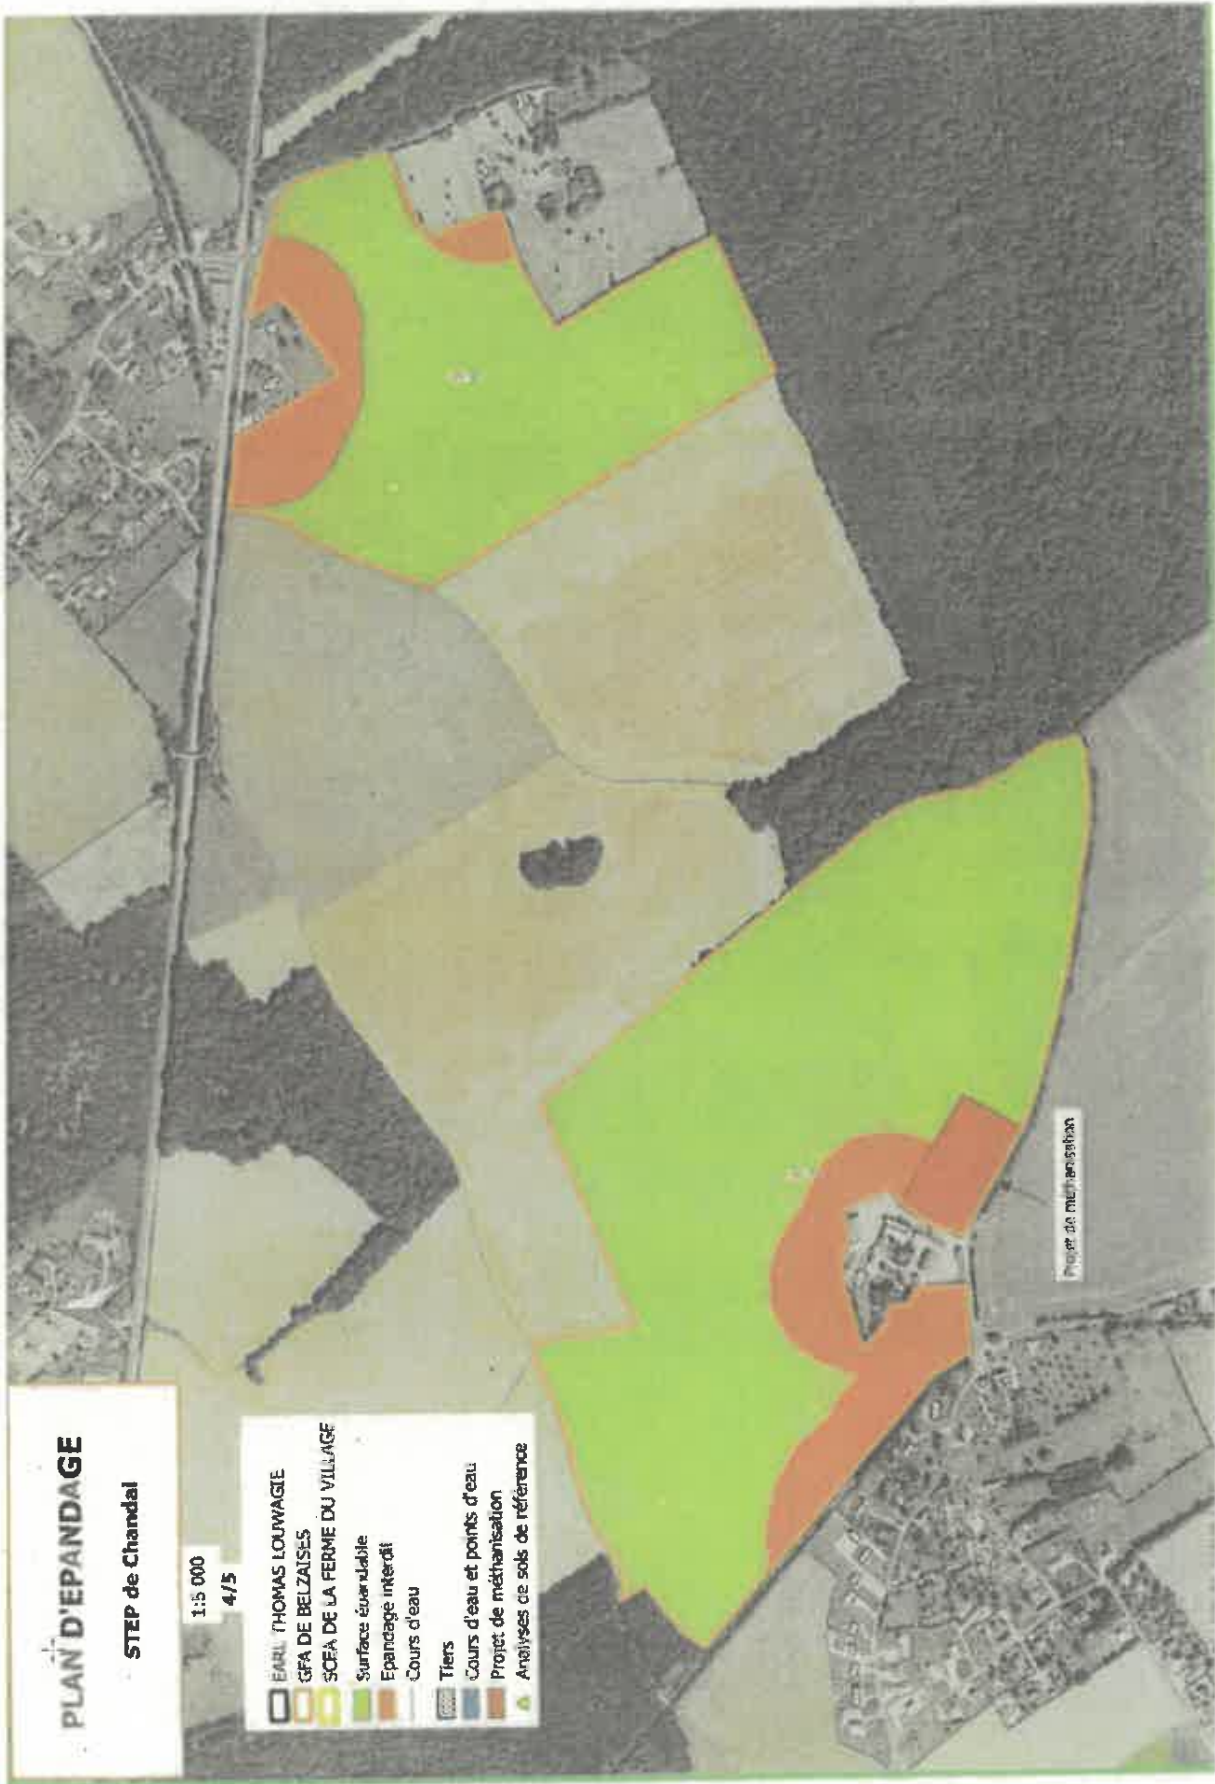 PLAN D'EPANDAGE
STEP de Chandal
1:5 000
4/5
EARL THOMAS LOUWAGIE
GFA DE BELZAISES
SCEA DE LA FERME DU VILLAGE
Surface épandable
Epandage interdit
Cours d'eau
Tiers
Cours d'eau et points d'eau
Projet de méthanisation
Analyses de sols de référence
Projet de méthanisation